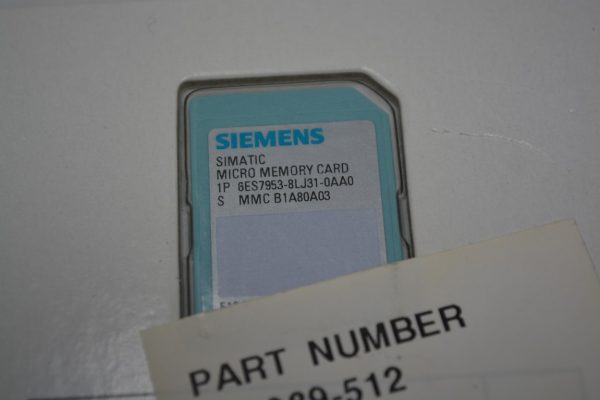 SIEMENS
SIMATIC
MICRO MEMORY CARD
1P 6ES7953-8LJ31-0AA0
S MMC B1A80A03
PART NUMBER